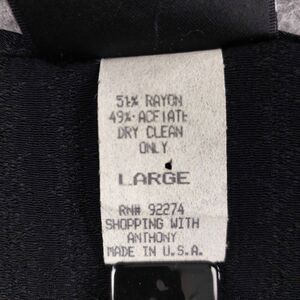 51% RAYON
49% ACETATE
DRY CLEAN
ONLY
LARGE
RN# 92274
SHOPPING WITH
ANTHONY
MADE IN U.S.A.